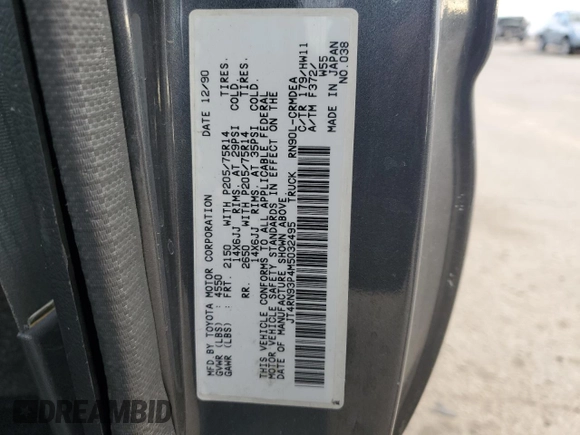 MFD BY TOYOTA MOTOR CORPORATION DATE 12/90
GVWR (LBS) : 4550
GAWR (LBS) : FRT. 2150 WITH P205/75R14 TIRES.
14X6JJ RIMS. AT 29PSI COLD.
RR. 2650 WITH P205/75R14 TIRES.
14X6JJ RIMS. AT 35PSI COLD.
THIS VEHICLE CONFORMS TO ALL APPLICABLE FEDERAL
MOTOR VEHICLE SAFETY STANDARDS IN EFFECT ON THE
DATE OF MANUFACTURE SHOWN ABOVE.
JT4RN93P4M5032495 TRUCK RN90L-CRMDEA
C/TR 179/HW11
A/TM F372/
W55
MADE IN JAPAN
NO.038
DREAMBID